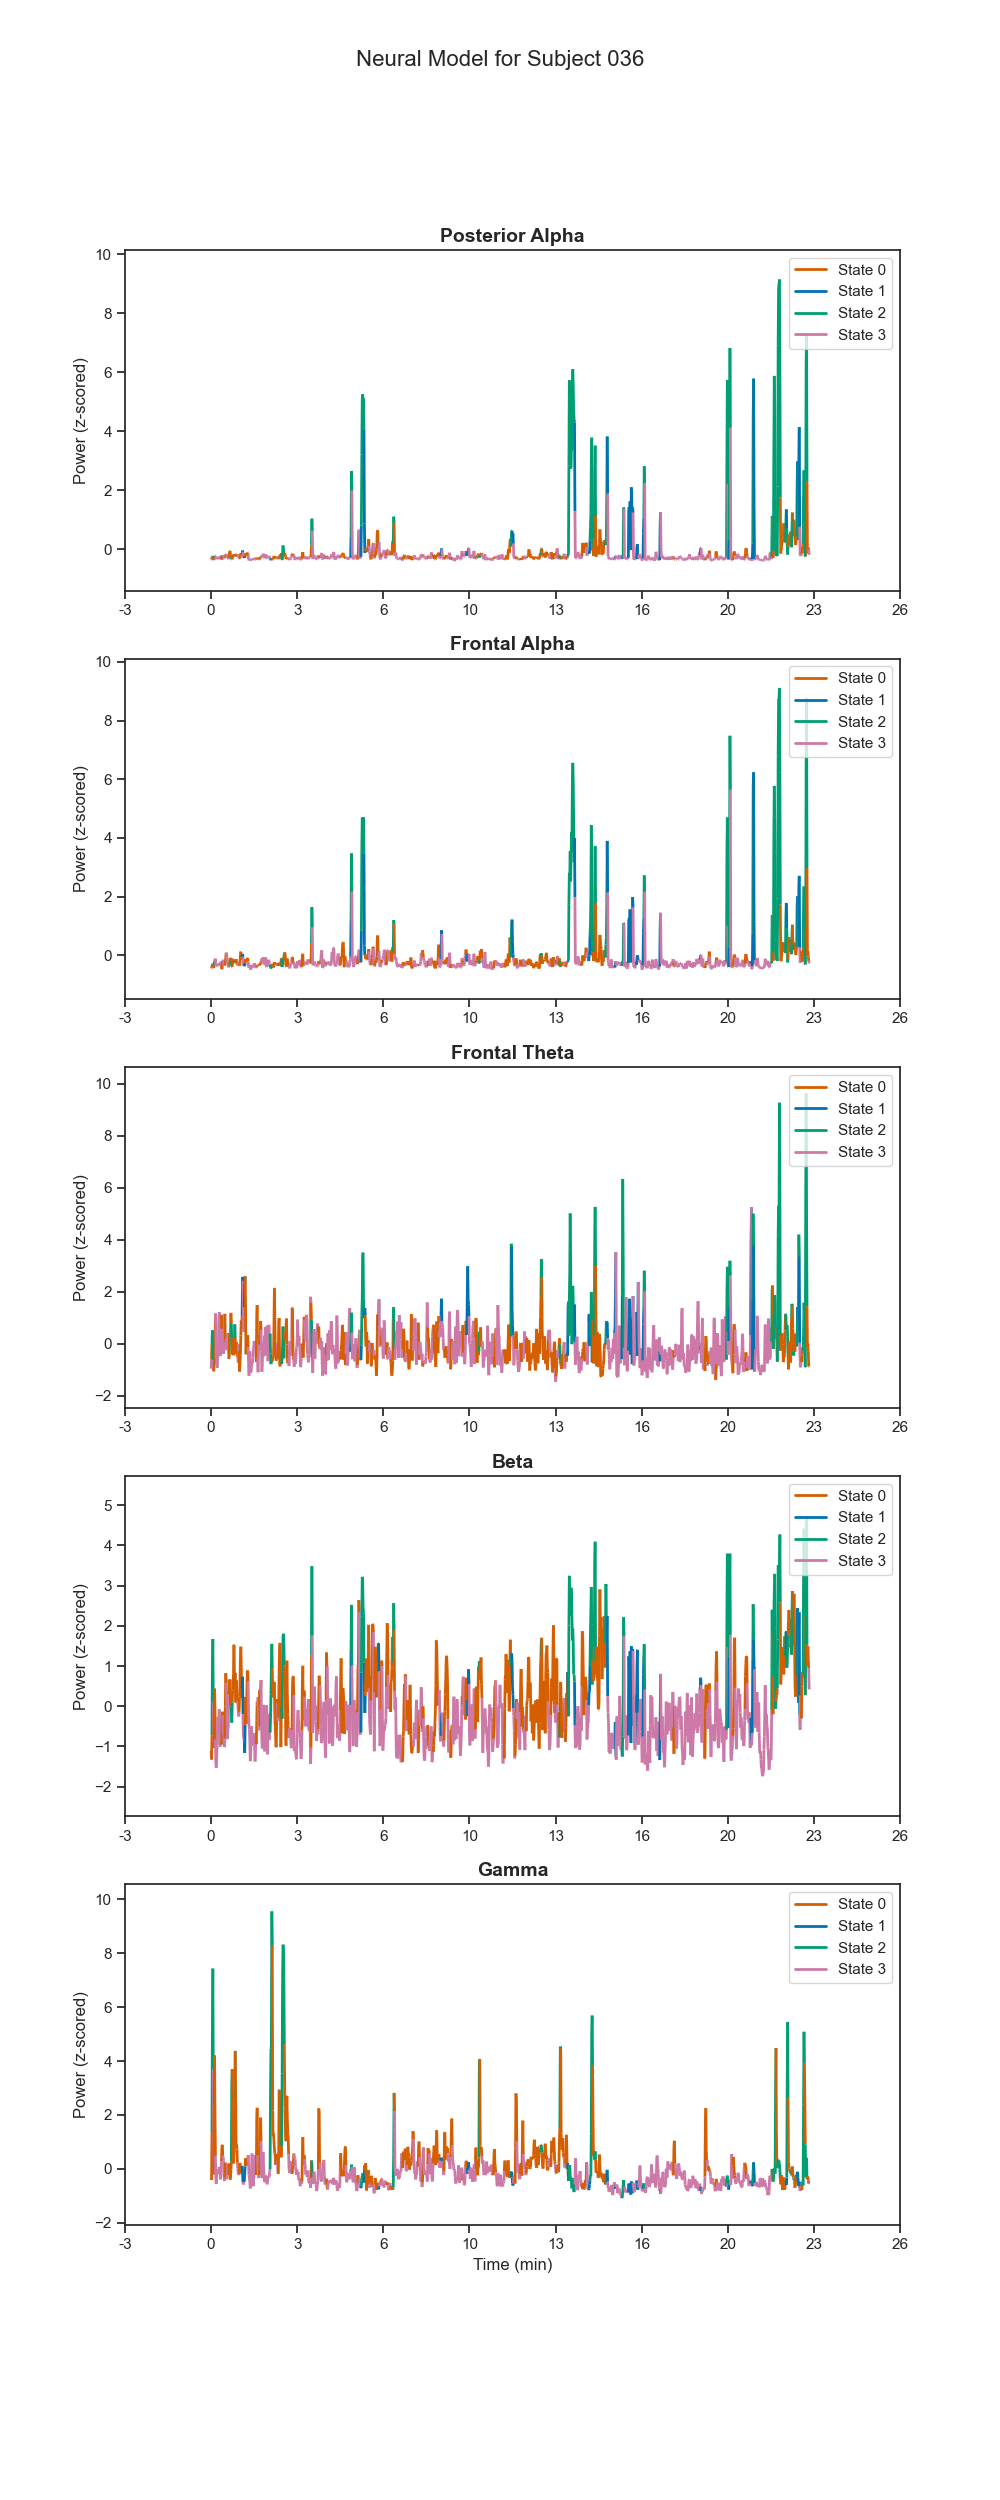 Neural Model for Subject 036
Posterior Alpha
Power (z-scored)
10
8
6
4
2
0
State 0
State 1
State 2
State 3
-3 0 3 6 10 13 16 20 23 26
Frontal Alpha
Power (z-scored)
10
8
6
4
2
0
State 0
State 1
State 2
State 3
-3 0 3 6 10 13 16 20 23 26
Frontal Theta
Power (z-scored)
10
8
6
4
2
0
−2
State 0
State 1
State 2
State 3
-3 0 3 6 10 13 16 20 23 26
Beta
Power (z-scored)
5
4
3
2
1
0
−1
−2
State 0
State 1
State 2
State 3
-3 0 3 6 10 13 16 20 23 26
Gamma
Power (z-scored)
10
8
6
4
2
0
−2
State 0
State 1
State 2
State 3
-3 0 3 6 10 13 16 20 23 26
Time (min)